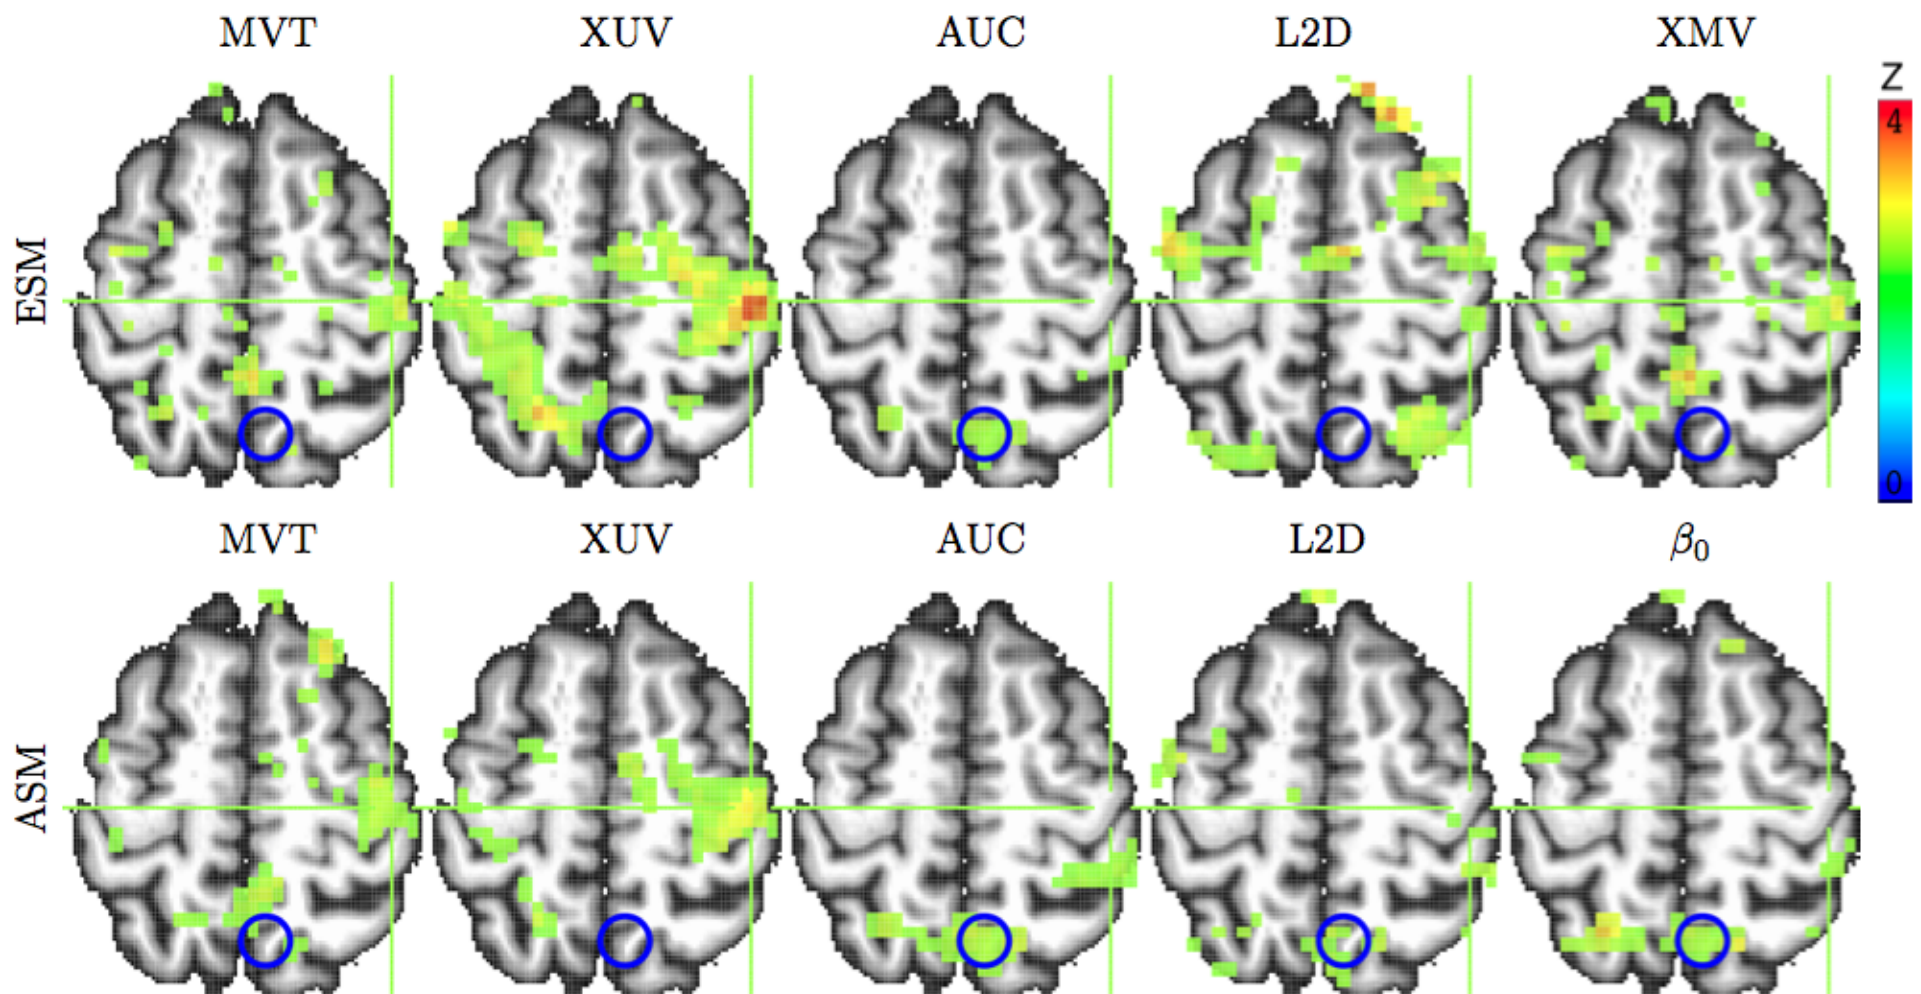 MVT XUV AUC L2D XMV
Z
4
ESM
0
MVT XUV AUC L2D β₀
ASM